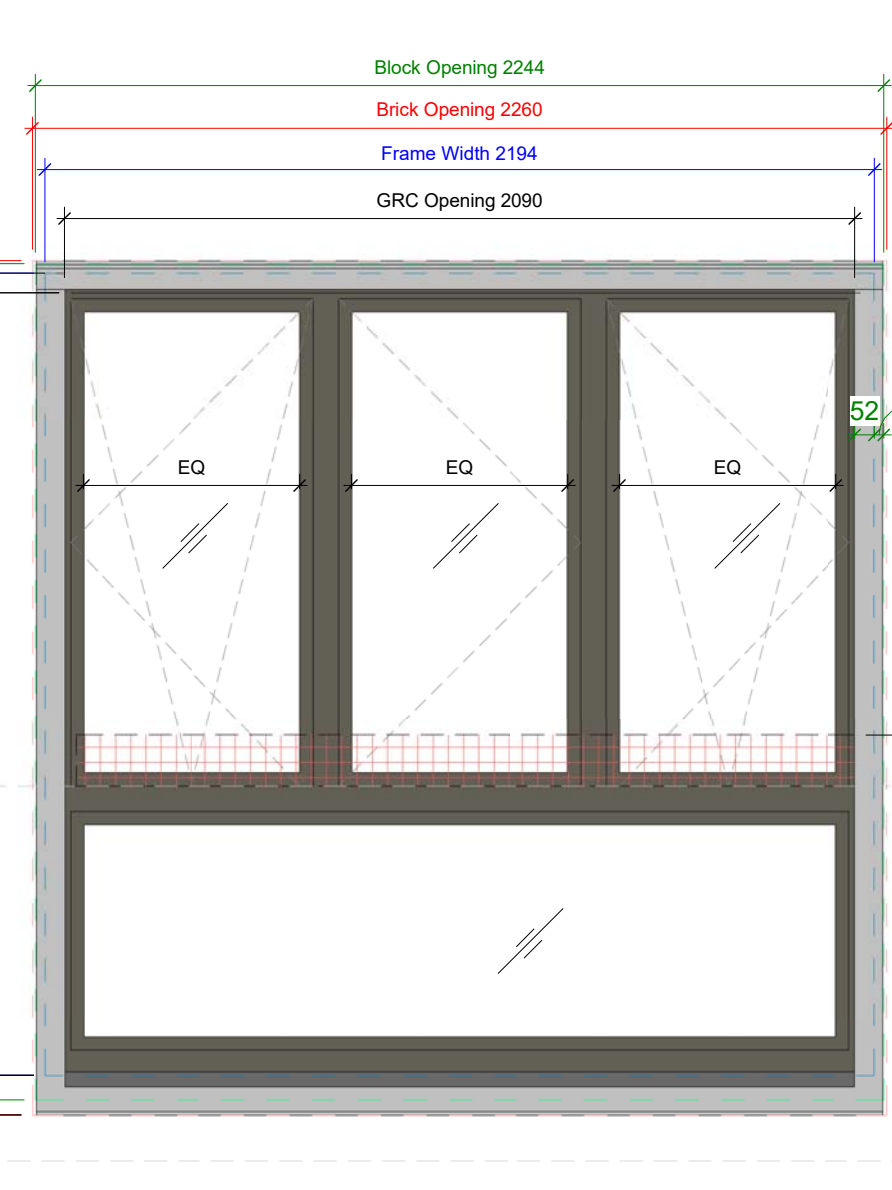 Block Opening 2244
Brick Opening 2260
Frame Width 2194
GRC Opening 2090
52
EQ
EQ
EQ